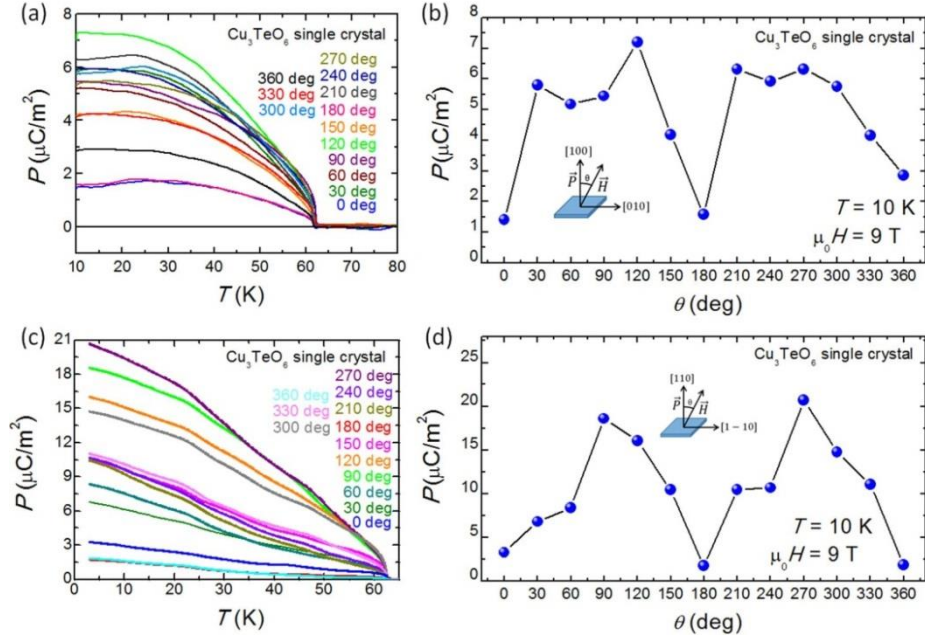 (a)
Cu3TeO6 single crystal
270 deg
360 deg
240 deg
330 deg
210 deg
300 deg
180 deg
150 deg
120 deg
90 deg
60 deg
30 deg
0 deg
P (μC/m²)
8
6
4
2
0
10 20 30 40 50 60 70 80
T (K)
(b)
Cu3TeO6 single crystal
P (μC/m²)
8
7
6
5
4
3
2
1
0
[100]
P θ H
[010]
T = 10 K
μ0H = 9 T
0 30 60 90 120 150 180 210 240 270 300 330 360
θ (deg)
(c)
Cu3TeO6 single crystal
270 deg
360 deg
240 deg
330 deg
210 deg
300 deg
180 deg
150 deg
120 deg
90 deg
60 deg
30 deg
0 deg
P (μC/m²)
21
18
15
12
9
6
3
0
0 10 20 30 40 50 60
T (K)
(d)
Cu3TeO6 single crystal
P (μC/m²)
25
20
15
10
5
0
[110]
P θ H
[1 − 10]
T = 10 K
μ0H = 9 T
0 30 60 90 120 150 180 210 240 270 300 330 360
θ (deg)